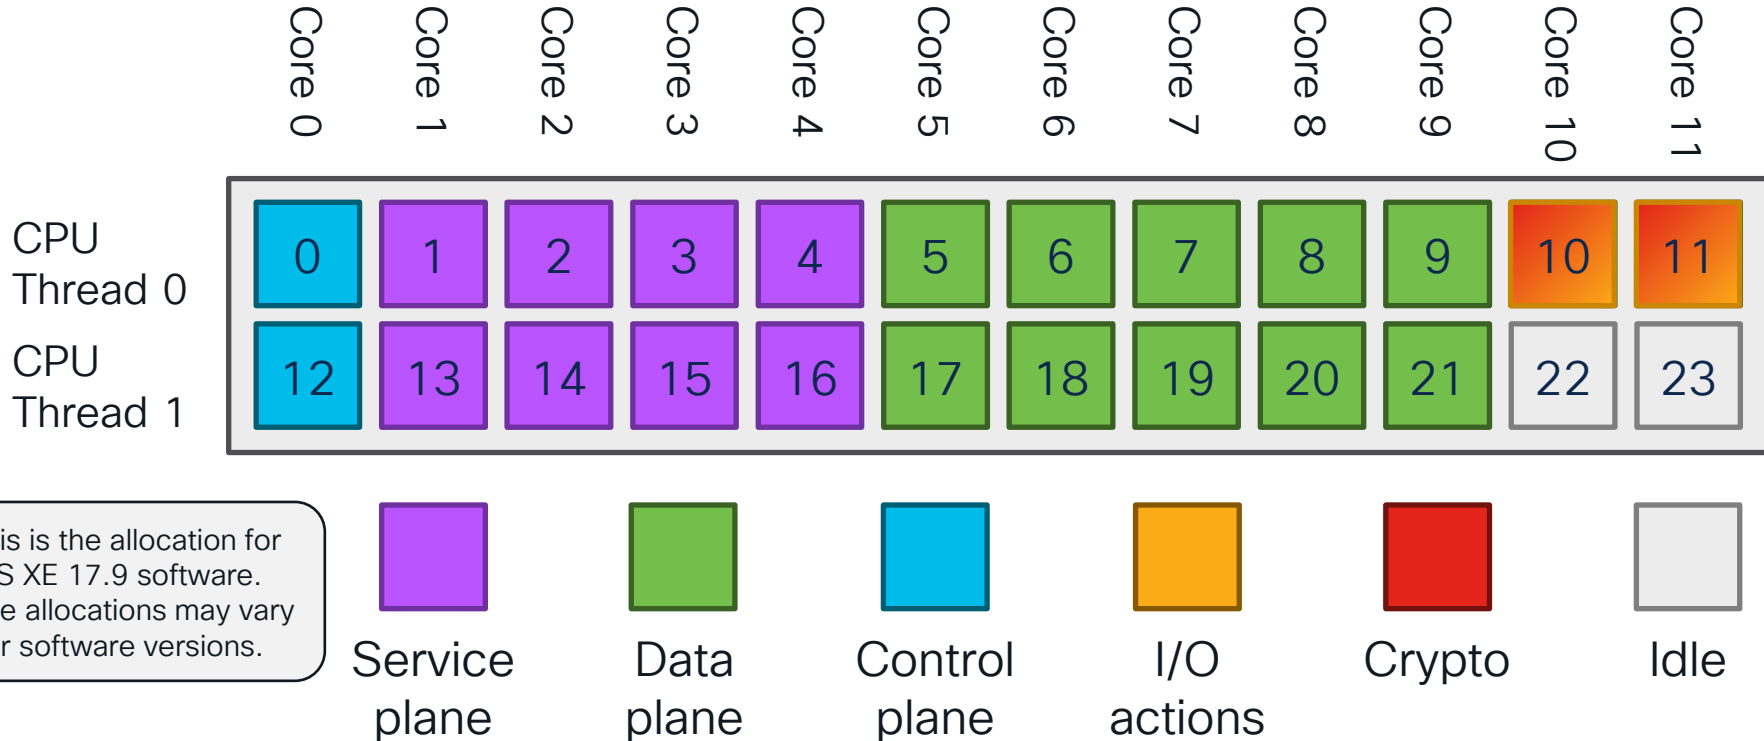 Core 0
Core 1
Core 2
Core 3
Core 4
Core 5
Core 6
Core 7
Core 8
Core 9
Core 10
Core 11
CPU
Thread 0
0 1 2 3 4 5 6 7 8 9 10 11
CPU
Thread 1
12 13 14 15 16 17 18 19 20 21 22 23
is is the allocation for
S XE 17.9 software.
e allocations may vary
r software versions.
Service
plane
Data
plane
Control
plane
I/O
actions
Crypto
Idle